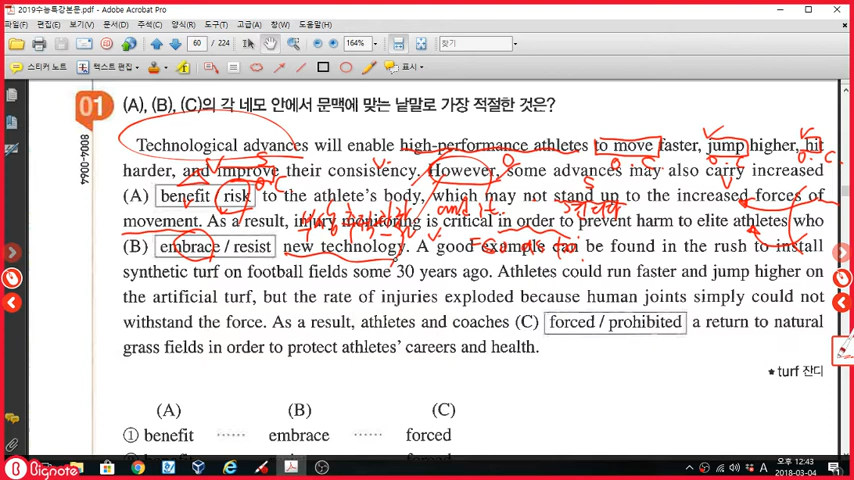 2019수능특강본문.pdf - Adobe Acrobat Pro
파일(F) 편집(E) 보기(V) 문서(D) 주석(C) 양식(R) 도구(T) 고급(A) 창(W) 도움말(H)
60 / 224 164% 찾기
스티커 노트 텍스트 편집 표시
01 (A), (B), (C)의 각 네모 안에서 문맥에 맞는 낱말로 가장 적절한 것은?
8004-0064
Technological advances will enable high-performance athletes to move faster, jump higher, hit
O. C O. C O. C
harder, and improve their consistency. However, some advances may also carry increased
(A) benefit / risk to the athlete's body, which may not stand up to the increased forces of
movement. As a result, injury monitoring is critical in order to prevent harm to elite athletes who
(B) embrace / resist new technology. A good example can be found in the rush to install
synthetic turf on football fields some 30 years ago. Athletes could run faster and jump higher on
the artificial turf, but the rate of injuries exploded because human joints simply could not
withstand the force. As a result, athletes and coaches (C) forced / prohibited a return to natural
grass fields in order to protect athletes' careers and health.
* turf 잔디
(A) (B) (C)
① benefit …… embrace …… forced
Bignote
A 오후 12:43
2018-03-04